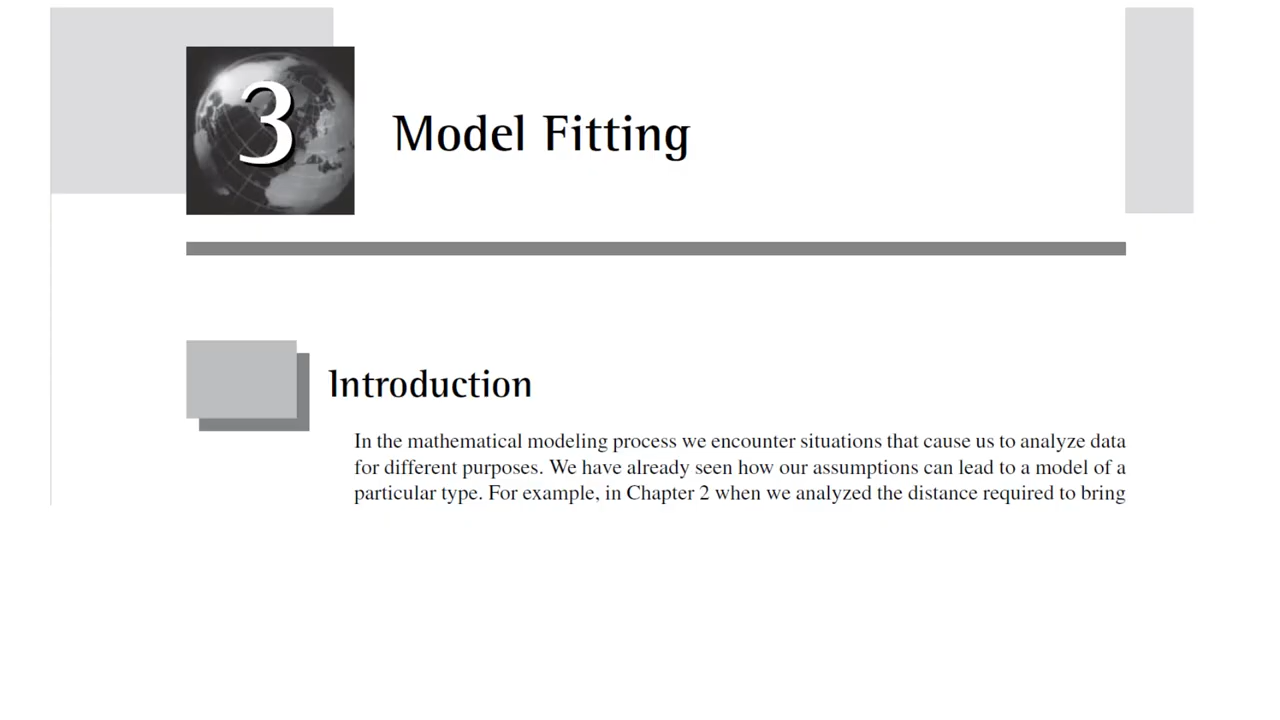 3
Model Fitting
Introduction
In the mathematical modeling process we encounter situations that cause us to analyze data
for different purposes. We have already seen how our assumptions can lead to a model of a
particular type. For example, in Chapter 2 when we analyzed the distance required to bring